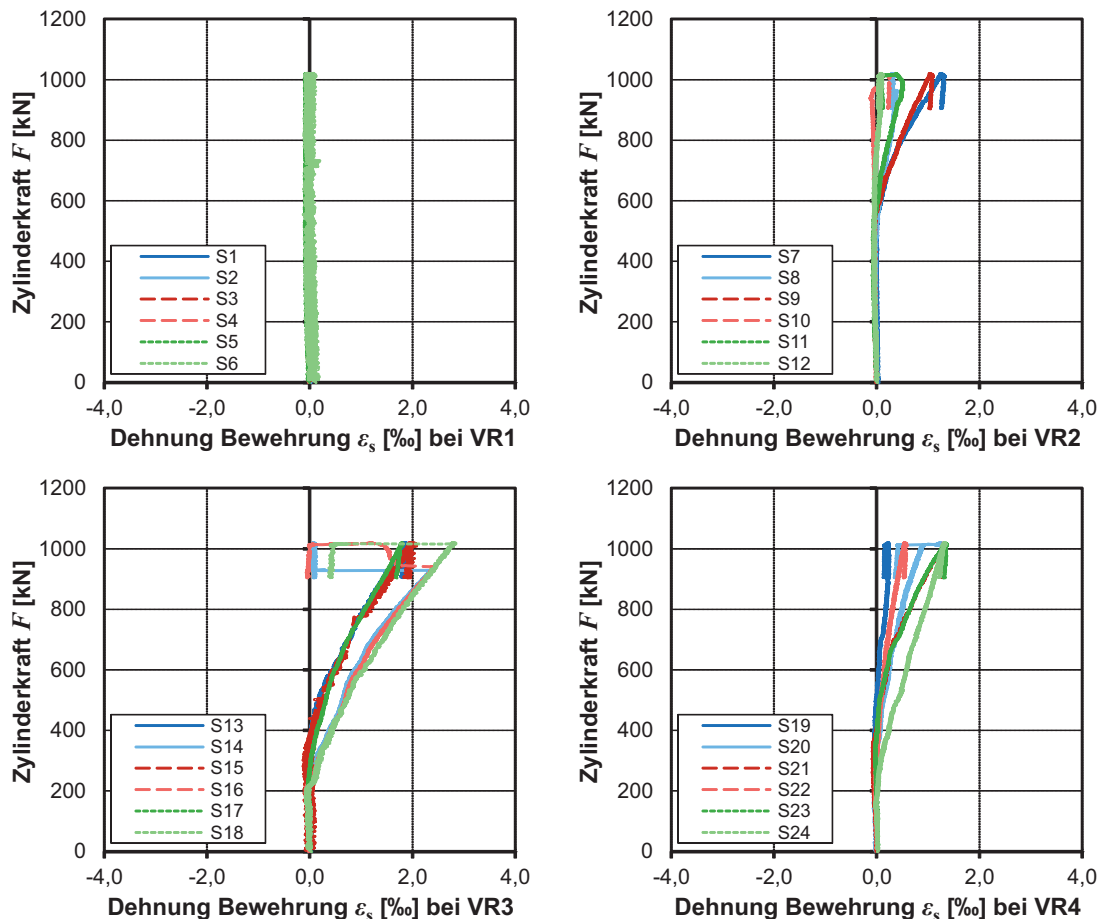 Zylinderkraft F [kN]
1200
1000
800
600
400
200
0
S1
S2
S3
S4
S5
S6
-4,0 -2,0 0,0 2,0 4,0
Dehnung Bewehrung εs [‰] bei VR1
Zylinderkraft F [kN]
1200
1000
800
600
400
200
0
S7
S8
S9
S10
S11
S12
-4,0 -2,0 0,0 2,0 4,0
Dehnung Bewehrung εs [‰] bei VR2
Zylinderkraft F [kN]
1200
1000
800
600
400
200
0
S13
S14
S15
S16
S17
S18
-4,0 -2,0 0,0 2,0 4,0
Dehnung Bewehrung εs [‰] bei VR3
Zylinderkraft F [kN]
1200
1000
800
600
400
200
0
S19
S20
S21
S22
S23
S24
-4,0 -2,0 0,0 2,0 4,0
Dehnung Bewehrung εs [‰] bei VR4